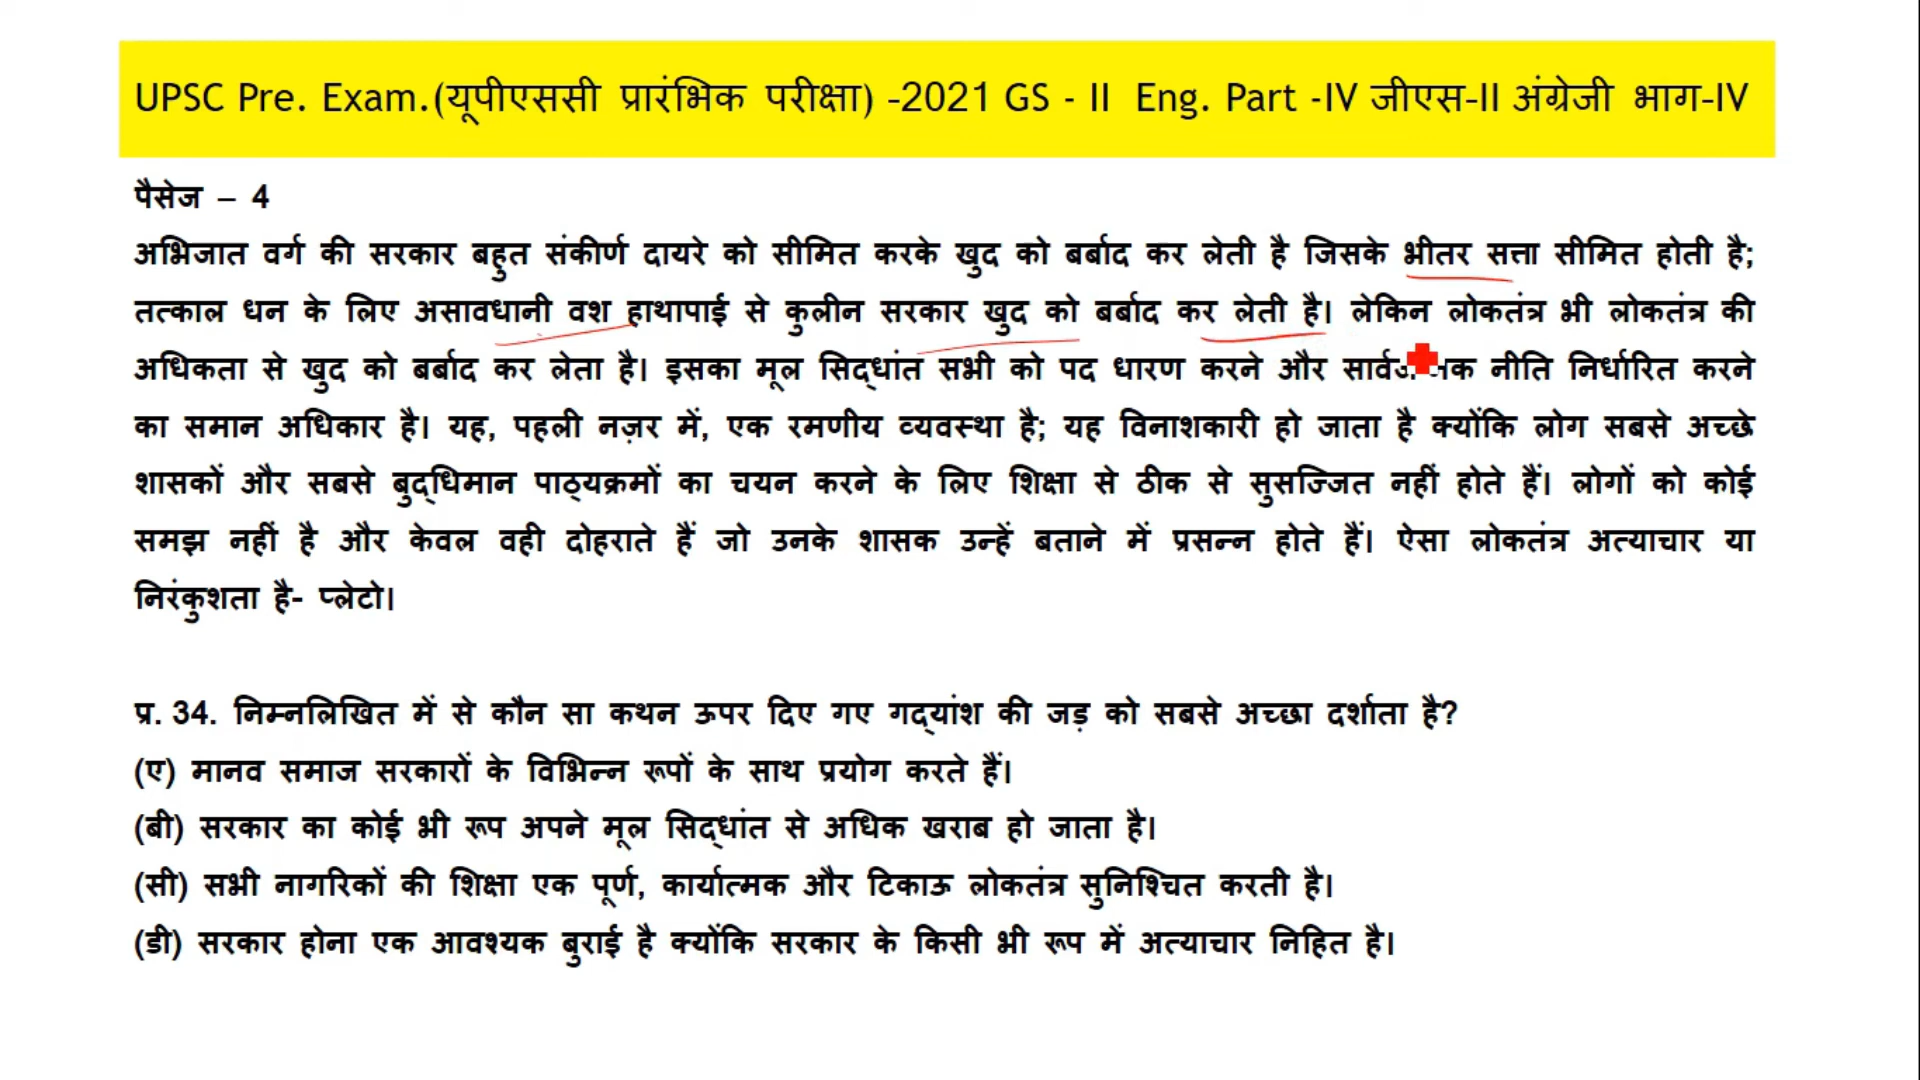 UPSC Pre. Exam.(यूपीएससी प्रारंभिक परीक्षा) -2021 GS - II Eng. Part -IV जीएस-II अंग्रेजी भाग-IV
पैसेज – 4
अभिजात वर्ग की सरकार बहुत संकीर्ण दायरे को सीमित करके खुद को बर्बाद कर लेती है जिसके भीतर सत्ता सीमित होती है;
तत्काल धन के लिए असावधानी वश हाथापाई से कुलीन सरकार खुद को बर्बाद कर लेती है। लेकिन लोकतंत्र भी लोकतंत्र की
अधिकता से खुद को बर्बाद कर लेता है। इसका मूल सिद्धांत सभी को पद धारण करने और नीति निर्धारित करने
का समान अधिकार है। यह, पहली नज़र में, एक रमणीय व्यवस्था है; यह विनाशकारी हो जाता है क्योंकि लोग सबसे अच्छे
शासकों और सबसे बुद्धिमान पाठ्यक्रमों का चयन करने के लिए शिक्षा से ठीक से सुसज्जित नहीं होते हैं। लोगों को कोई
समझ नहीं है और केवल वही दोहराते हैं जो उनके शासक उन्हें बताने में प्रसन्न होते हैं। ऐसा लोकतंत्र अत्याचार या
निरंकुशता है- प्लेटो।
प्र. 34. निम्नलिखित में से कौन सा कथन ऊपर दिए गए गद्यांश की जड़ को सबसे अच्छा दर्शाता है?
(ए) मानव समाज सरकारों के विभिन्न रूपों के साथ प्रयोग करते हैं।
(बी) सरकार का कोई भी रूप अपने मूल सिद्धांत से अधिक खराब हो जाता है।
(सी) सभी नागरिकों की शिक्षा एक पूर्ण, कार्यात्मक और टिकाऊ लोकतंत्र सुनिश्चित करती है।
(डी) सरकार होना एक आवश्यक बुराई है क्योंकि सरकार के किसी भी रूप में अत्याचार निहित है।